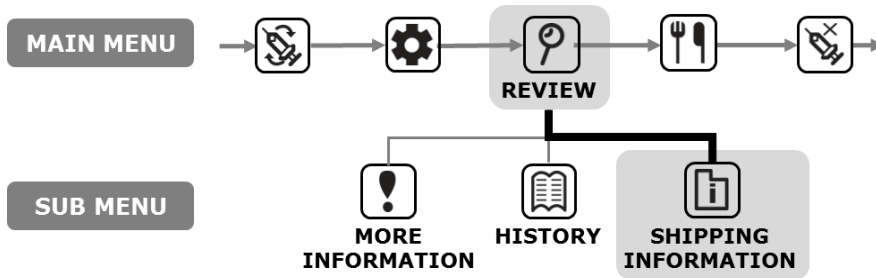 MAIN MENU
REVIEW
SUB MENU
MORE
INFORMATION
HISTORY
SHIPPING
INFORMATION